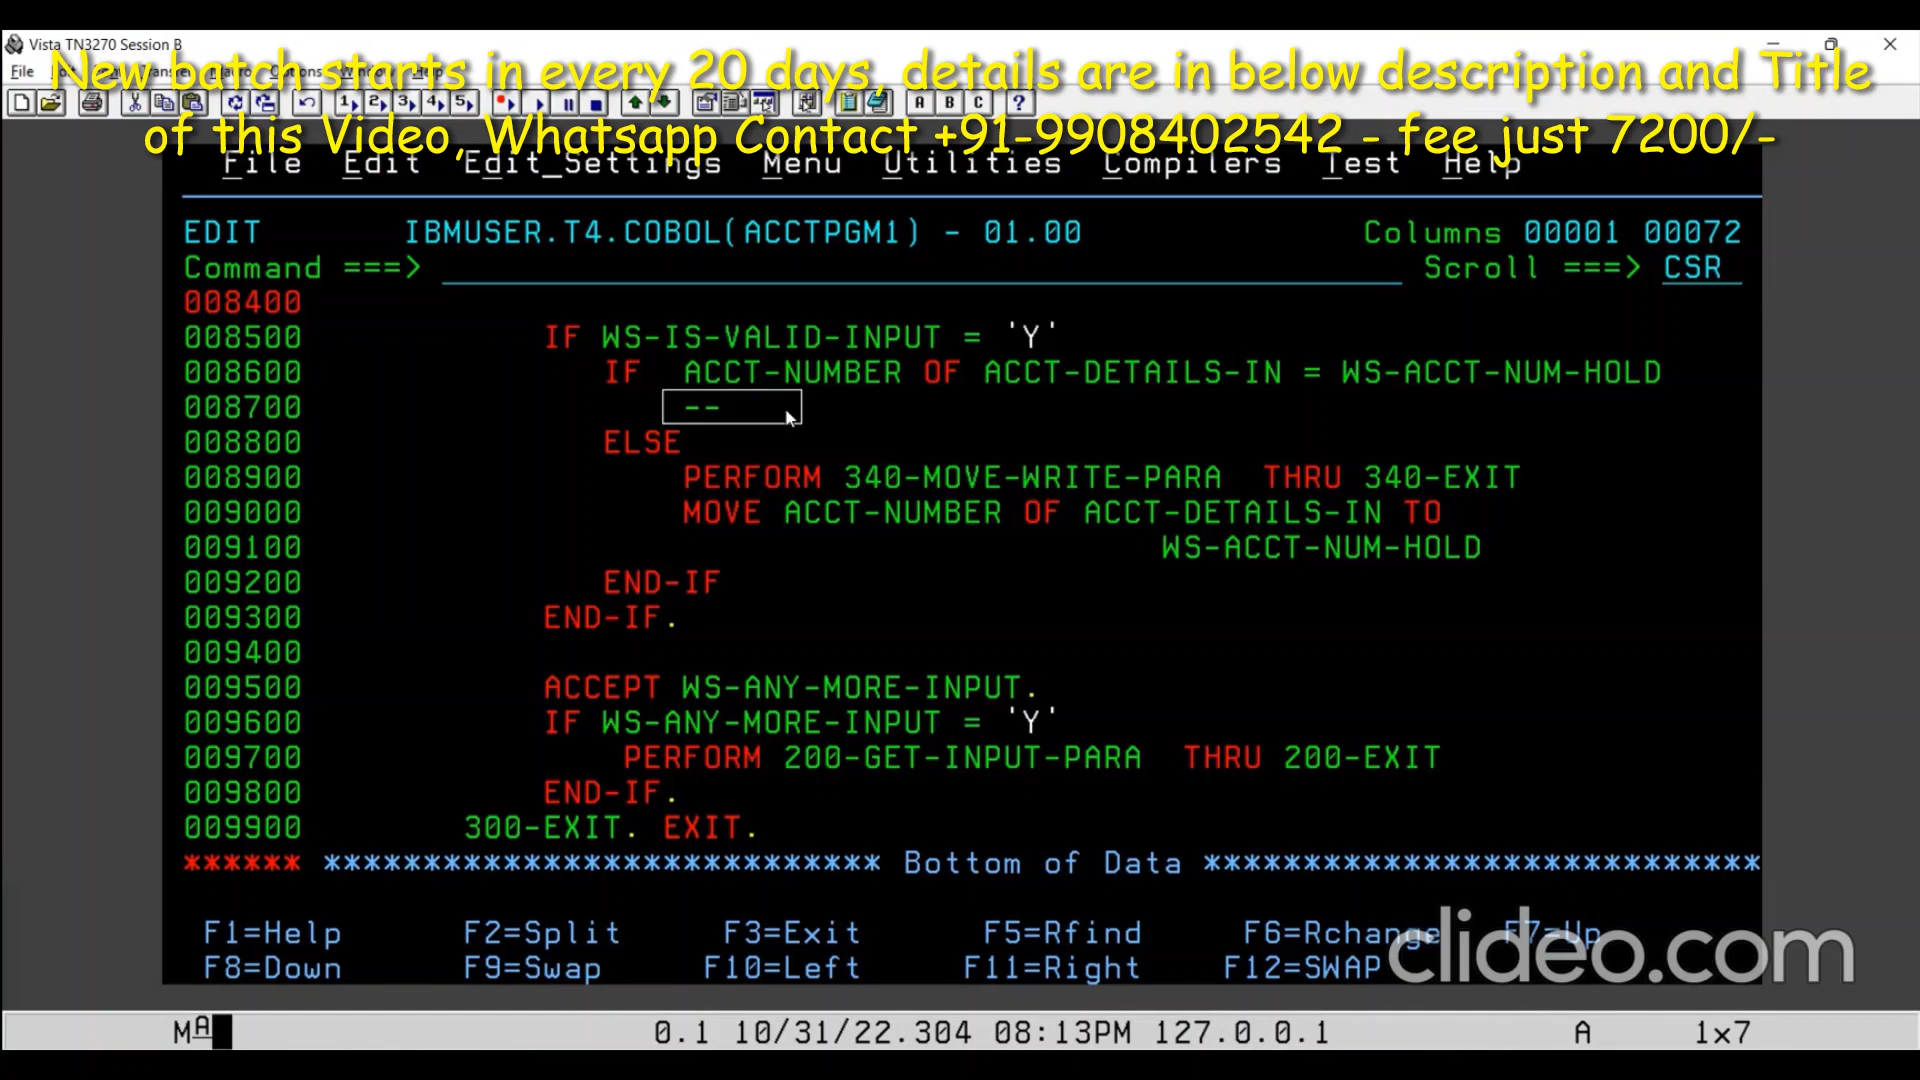 Vista TN3270 Session B
New batch starts in every 20 days, details are in below description and Title
File Transfer Options Help
of this Video, Whatsapp Contact +91-9908402542 - fee just 7200/-
File Edit Edit_Settings Menu Utilities Compilers Test Help
EDIT IBMUSER.T4.COBOL(ACCTPGM1) - 01.00 Columns 00001 00072
Command ===> Scroll ===> CSR
008400
008500 IF WS-IS-VALID-INPUT = 'Y'
008600 IF ACCT-NUMBER OF ACCT-DETAILS-IN = WS-ACCT-NUM-HOLD
008700 --
008800 ELSE
008900 PERFORM 340-MOVE-WRITE-PARA THRU 340-EXIT
009000 MOVE ACCT-NUMBER OF ACCT-DETAILS-IN TO
009100 WS-ACCT-NUM-HOLD
009200 END-IF
009300 END-IF.
009400
009500 ACCEPT WS-ANY-MORE-INPUT.
009600 IF WS-ANY-MORE-INPUT = 'Y'
009700 PERFORM 200-GET-INPUT-PARA THRU 200-EXIT
009800 END-IF.
009900 300-EXIT. EXIT.
****** **************************** Bottom of Data ****************************
F1=Help F2=Split F3=Exit F5=Rfind F6=Rchange F7=Up
F8=Down F9=Swap F10=Left F11=Right F12=SWAP
clideo.com
MA 0.1 10/31/22.304 08:13PM 127.0.0.1 A 1x7